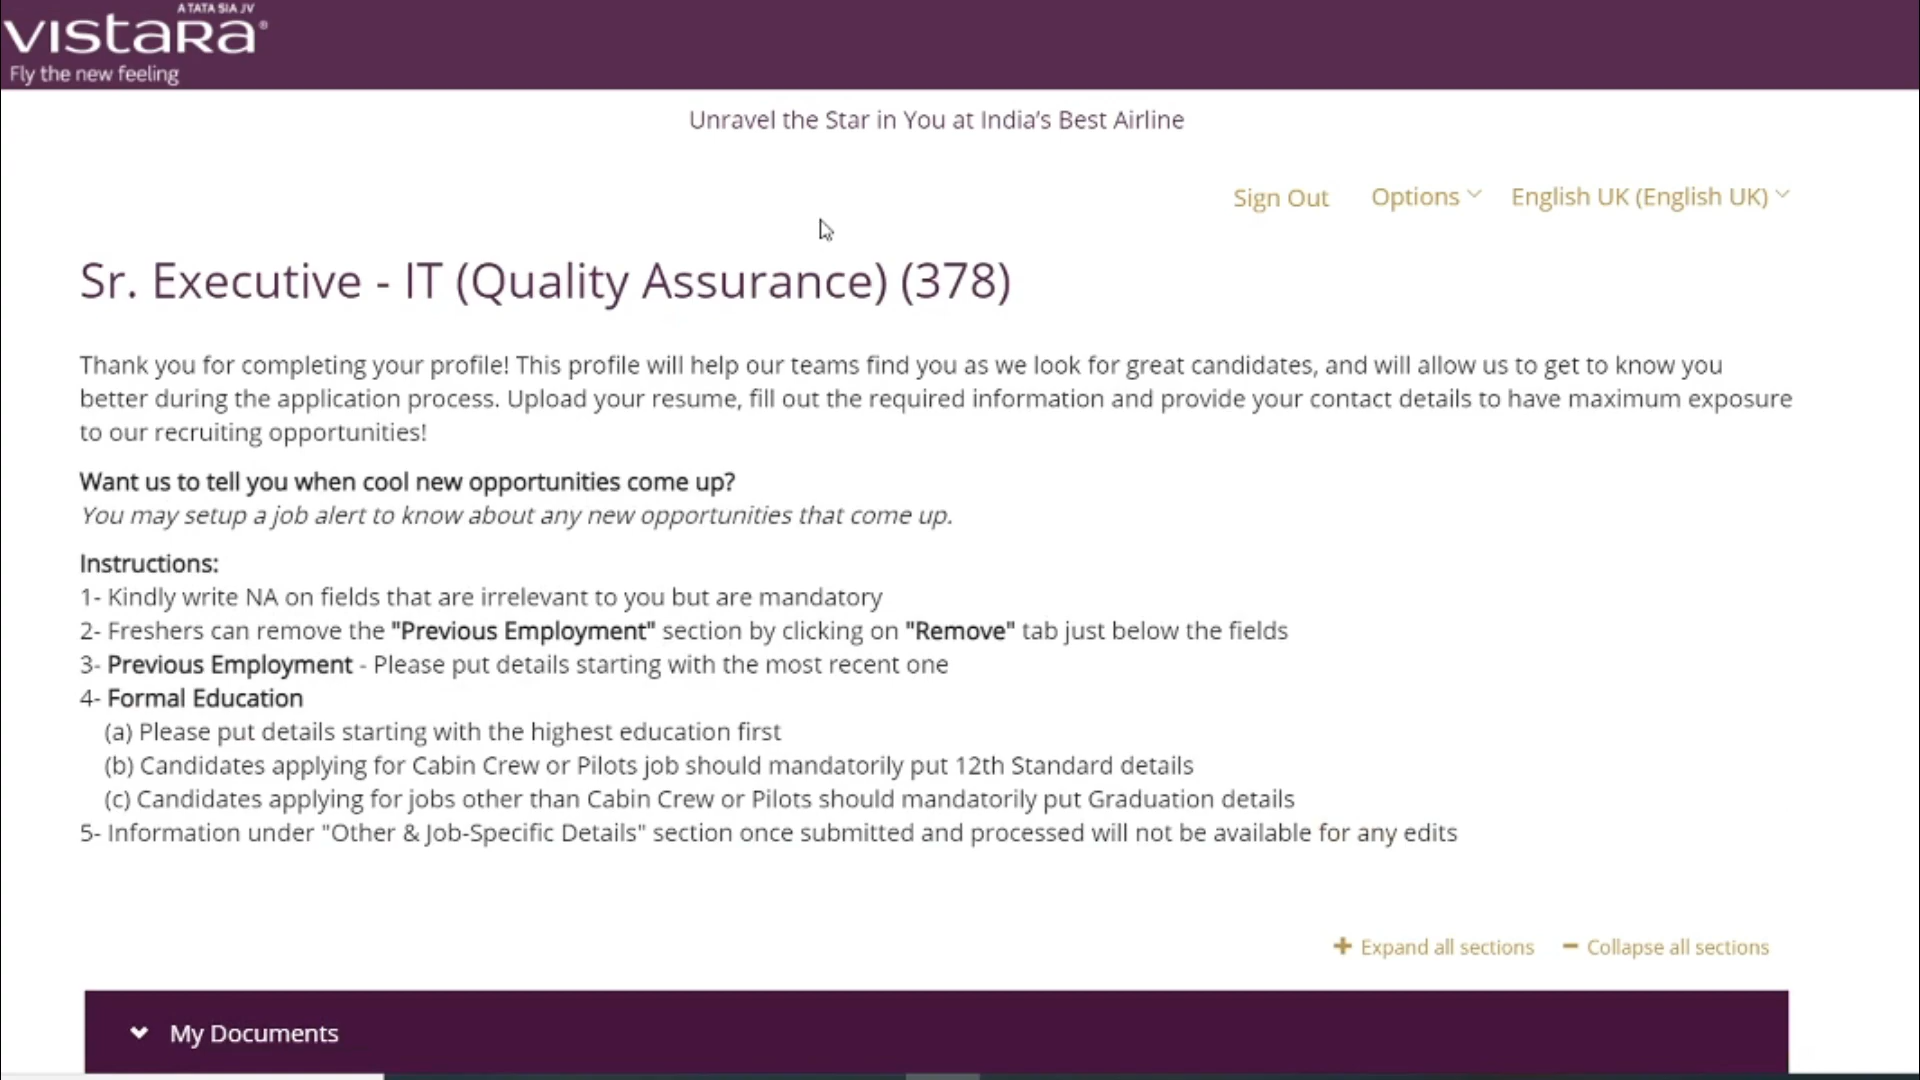 A TATA SIA JV
VISTARA®
Fly the new feeling
Unravel the Star in You at India's Best Airline
Sign Out Options English UK (English UK)
Sr. Executive - IT (Quality Assurance) (378)
Thank you for completing your profile! This profile will help our teams find you as we look for great candidates, and will allow us to get to know you
better during the application process. Upload your resume, fill out the required information and provide your contact details to have maximum exposure
to our recruiting opportunities!
Want us to tell you when cool new opportunities come up?
You may setup a job alert to know about any new opportunities that come up.
Instructions:
1- Kindly write NA on fields that are irrelevant to you but are mandatory
2- Freshers can remove the "Previous Employment" section by clicking on "Remove" tab just below the fields
3- Previous Employment - Please put details starting with the most recent one
4- Formal Education
(a) Please put details starting with the highest education first
(b) Candidates applying for Cabin Crew or Pilots job should mandatorily put 12th Standard details
(c) Candidates applying for jobs other than Cabin Crew or Pilots should mandatorily put Graduation details
5- Information under "Other & Job-Specific Details" section once submitted and processed will not be available for any edits
+ Expand all sections − Collapse all sections
My Documents